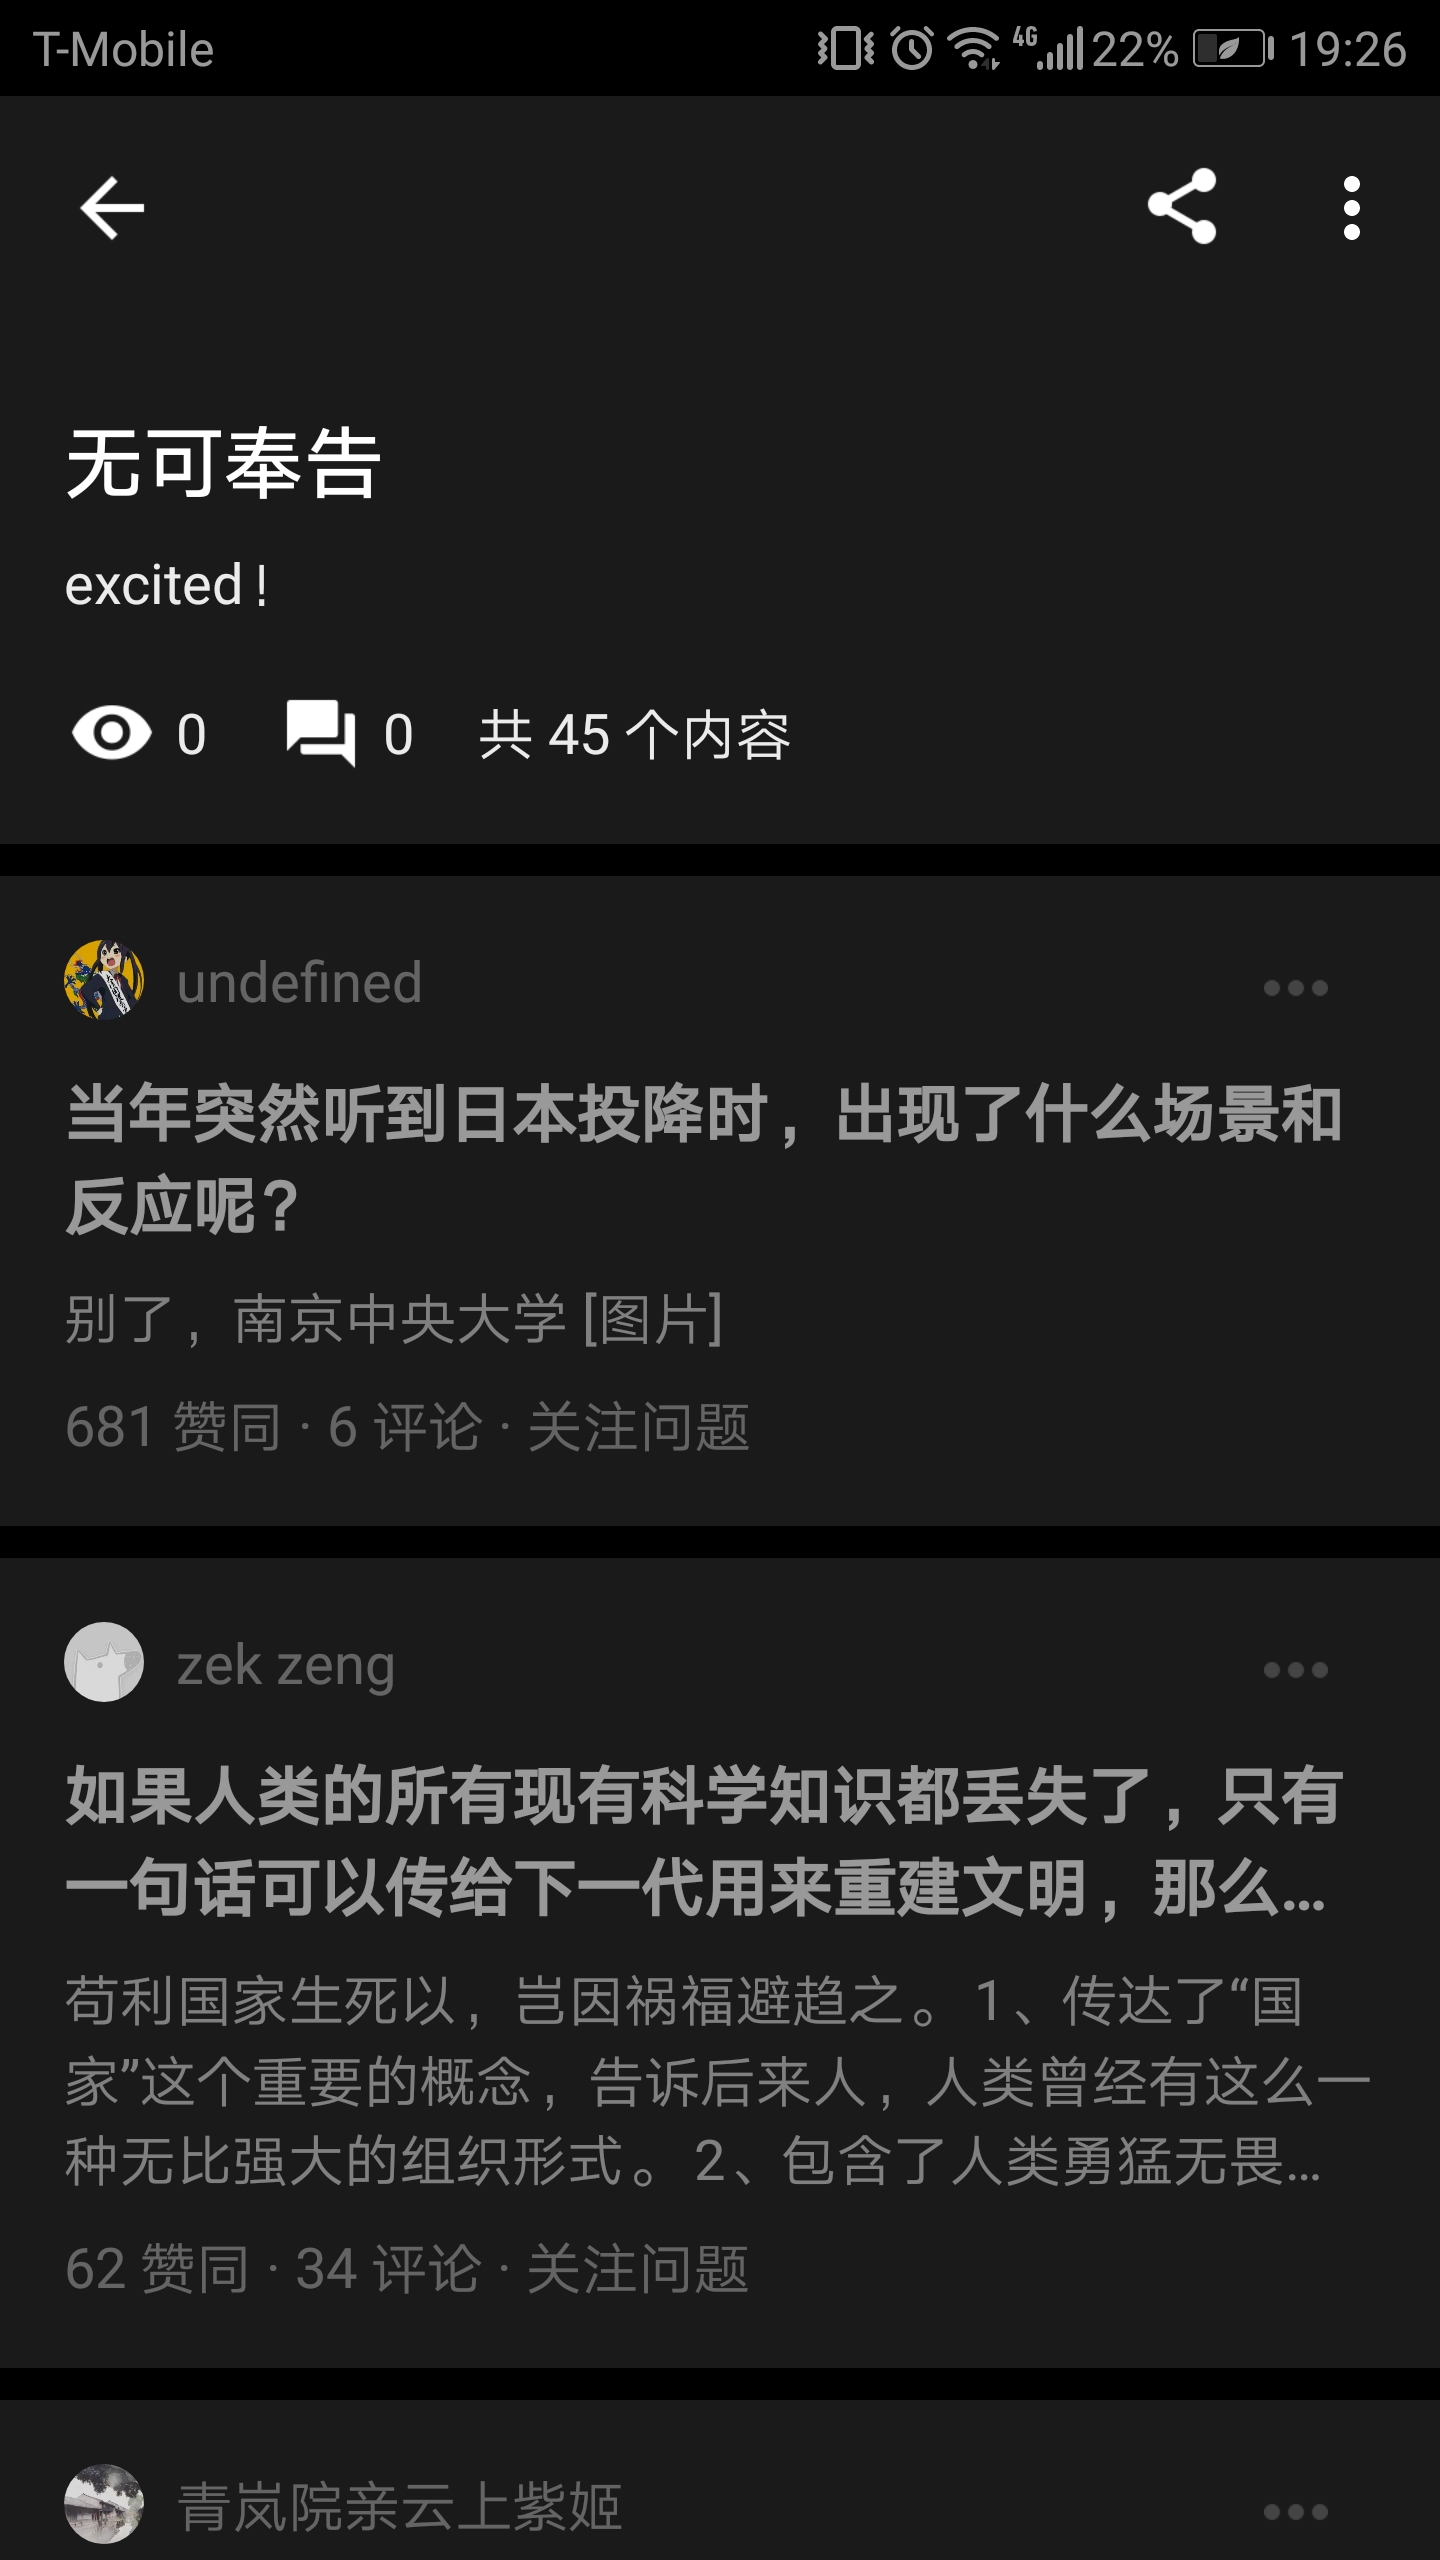 T-Mobile 4G 22% 19:26
无可奉告
excited!
0 0 共 45 个内容
undefined
当年突然听到日本投降时，出现了什么场景和
反应呢？
别了，南京中央大学 [图片]
681 赞同 · 6 评论 · 关注问题
zek zeng
如果人类的所有现有科学知识都丢失了，只有
一句话可以传给下一代用来重建文明，那么...
苟利国家生死以，岂因祸福避趋之。1、传达了“国
家”这个重要的概念，告诉后来人，人类曾经有这么一
种无比强大的组织形式。2、包含了人类勇猛无畏...
62 赞同 · 34 评论 · 关注问题
青岚院亲云上紫姬